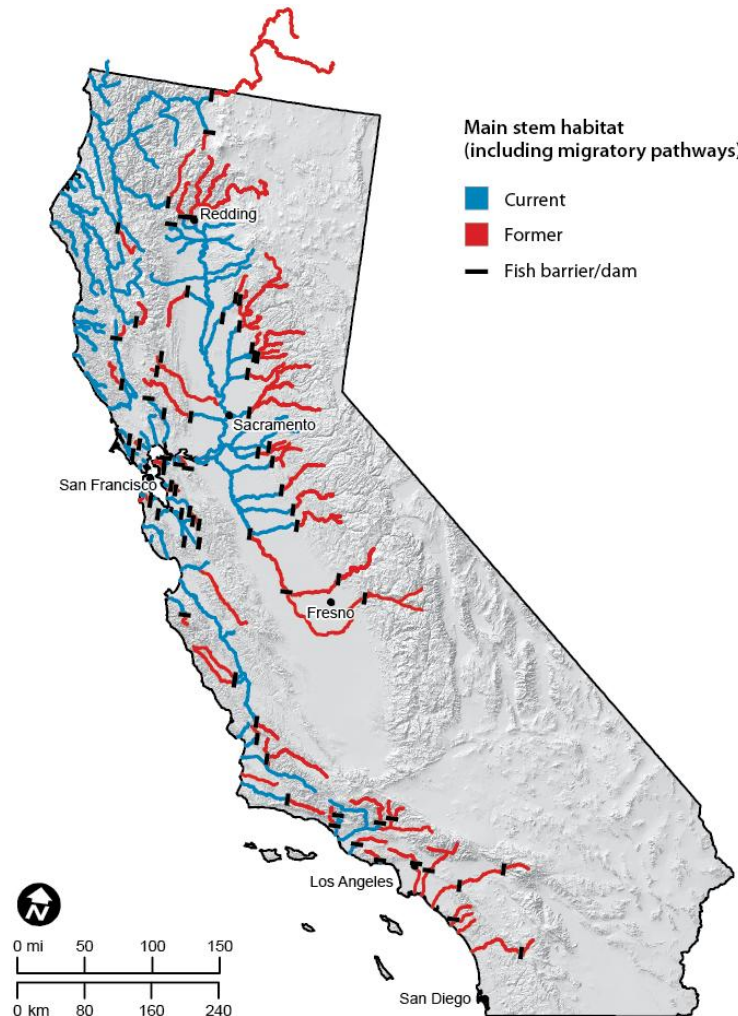 Main stem habitat
(including migratory pathways)
Current
Former
Fish barrier/dam
Redding
Sacramento
San Francisco
Fresno
Los Angeles
San Diego
N
0 mi 50 100 150
0 km 80 160 240